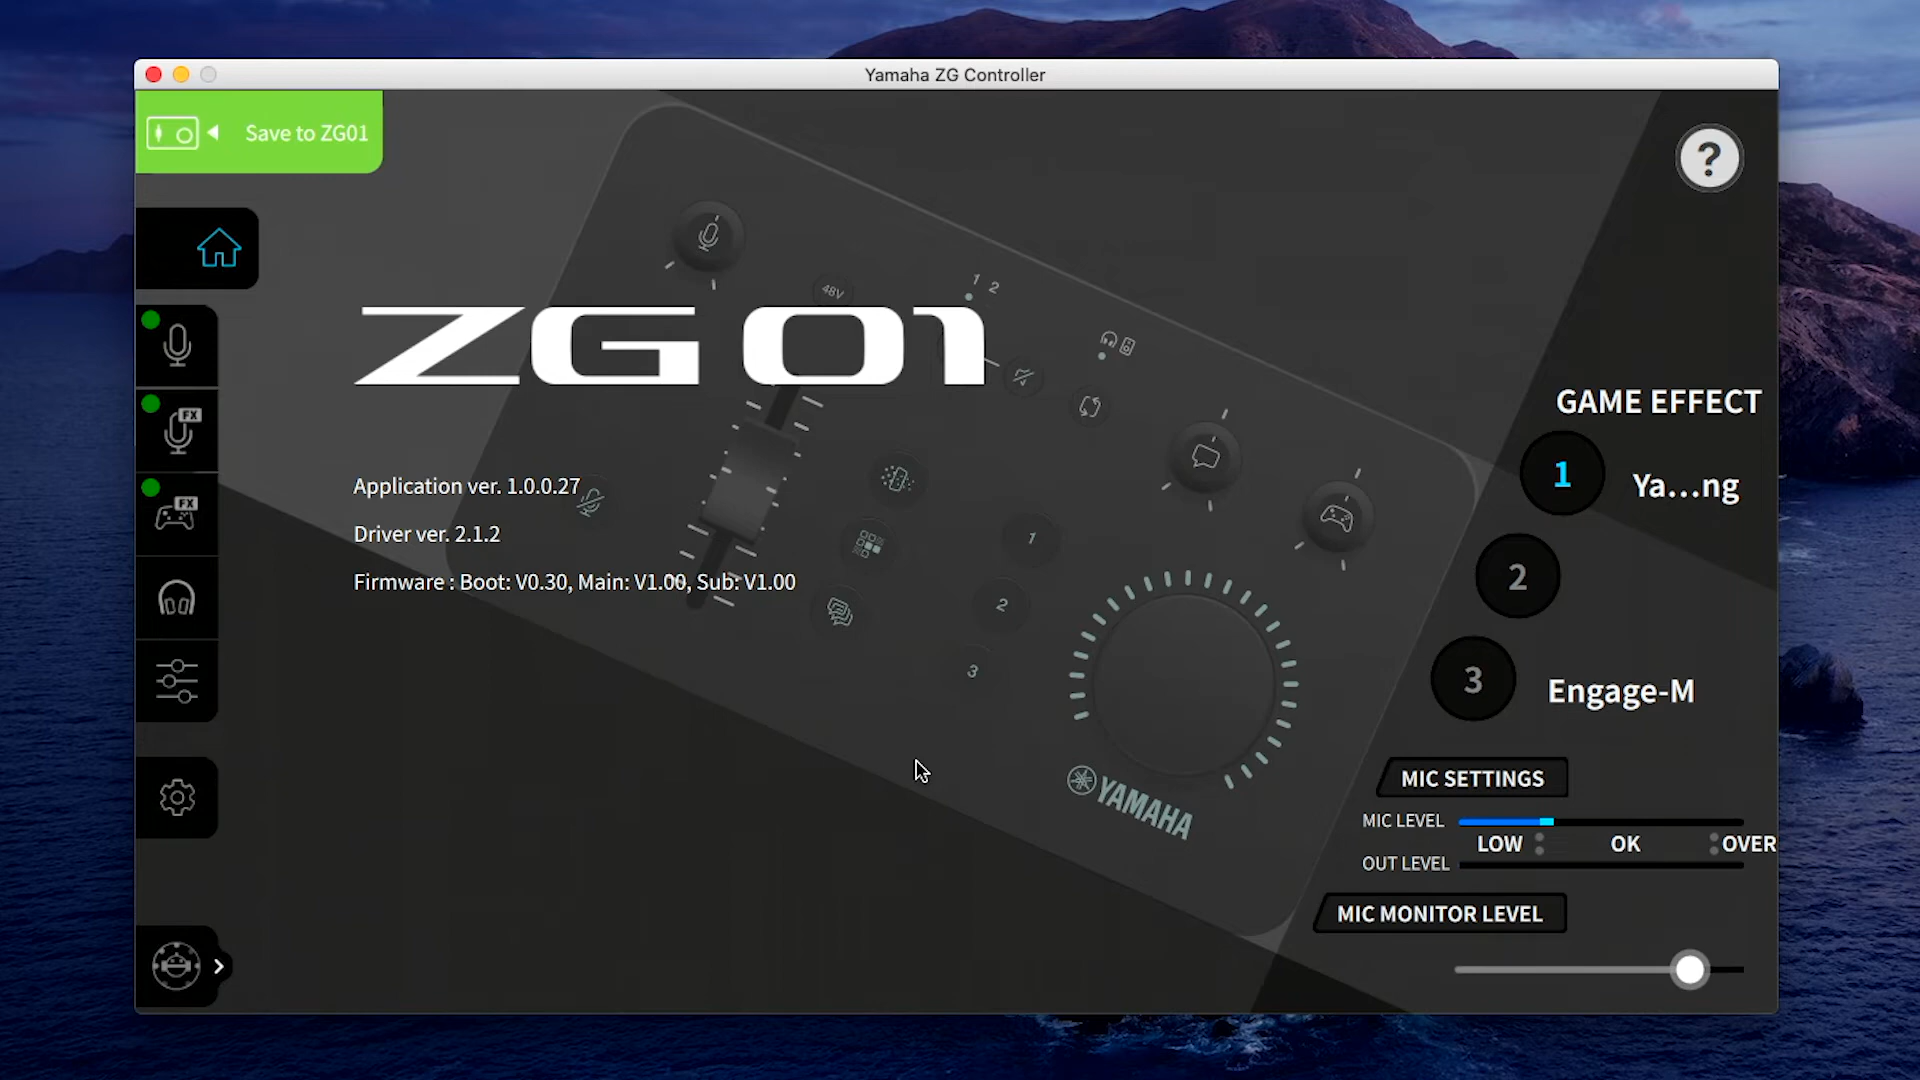 Yamaha ZG Controller
Save to ZG01
?
48V
1 2
ZG01
GAME EFFECT
1
Ya...ng
Application ver. 1.0.0.27
Driver ver. 2.1.2
Firmware : Boot: V0.30, Main: V1.00, Sub: V1.00
FX
FX
1
2
3
2
3
Engage-M
YAMAHA
MIC SETTINGS
MIC LEVEL
LOW OK OVER
OUT LEVEL
MIC MONITOR LEVEL